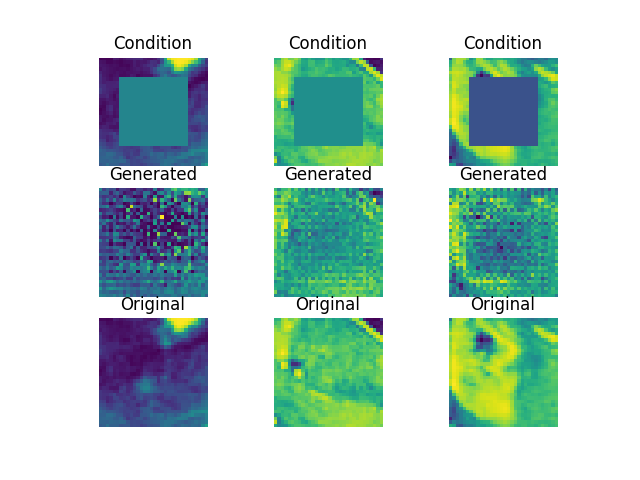 Condition Condition Condition
Generated Generated Generated
Original Original Original